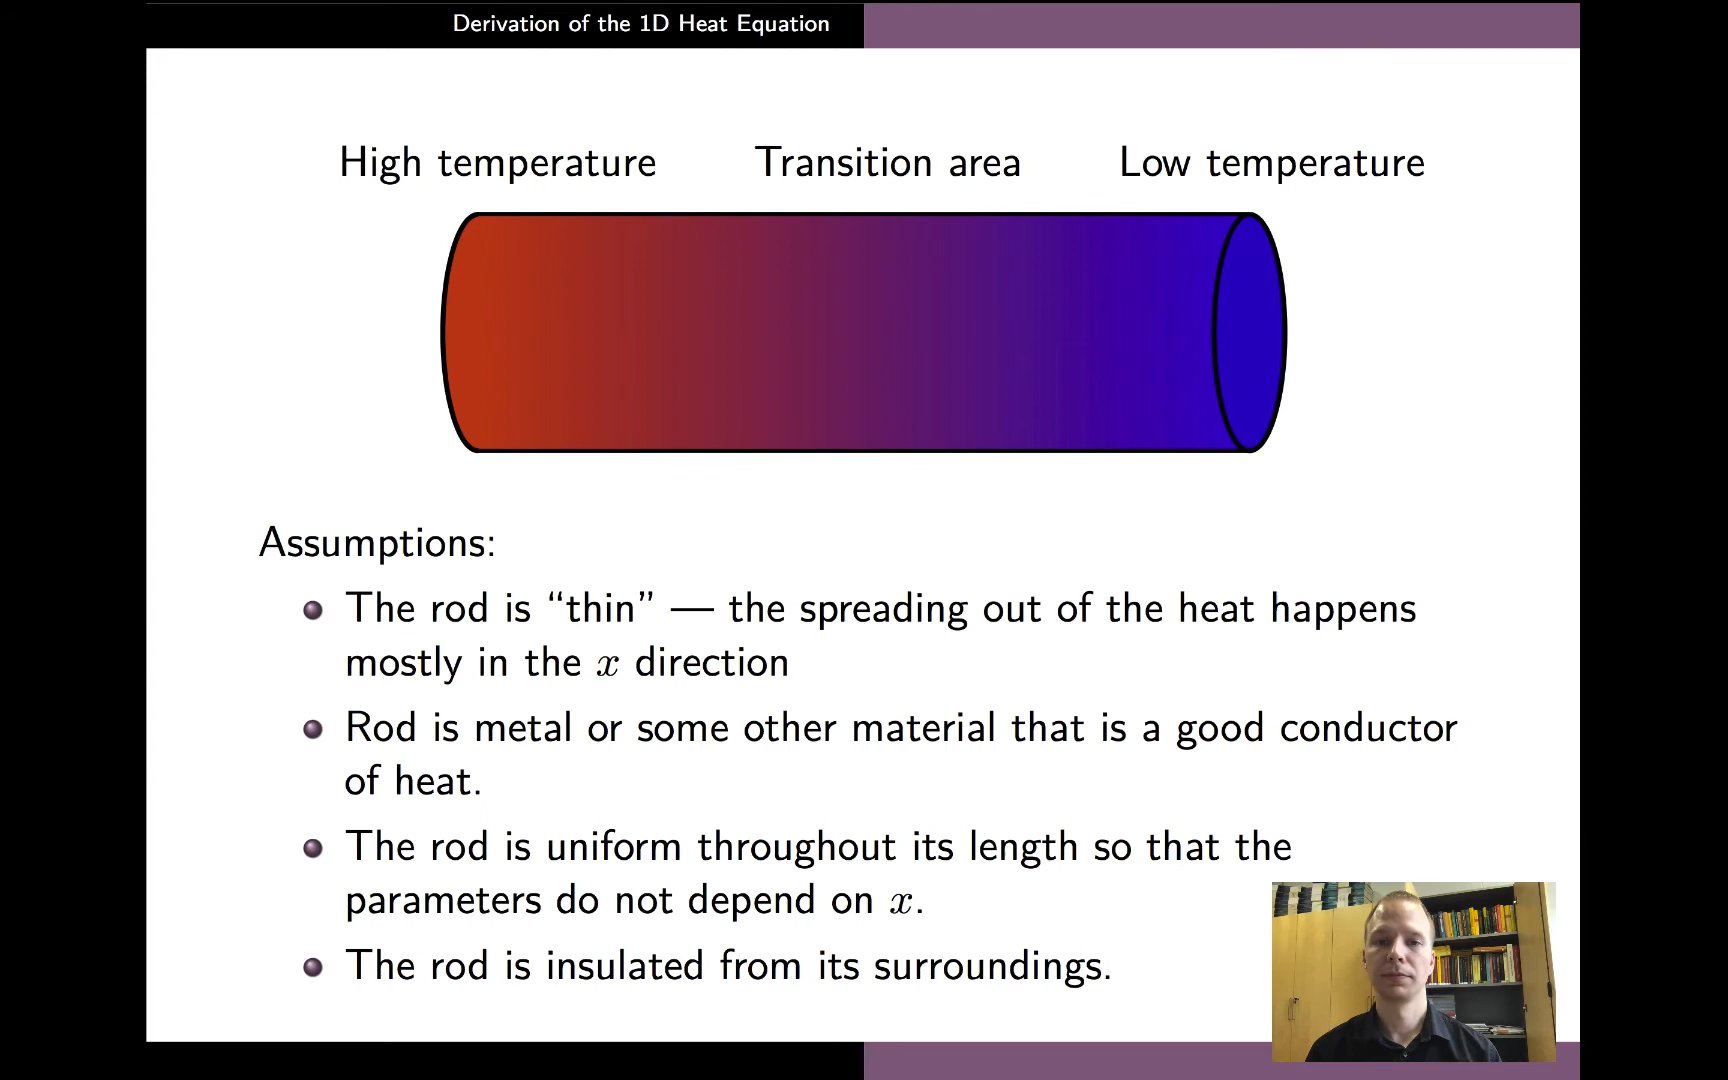 Derivation of the 1D Heat Equation
High temperature Transition area Low temperature
Assumptions:
The rod is “thin” — the spreading out of the heat happens
mostly in the x direction
Rod is metal or some other material that is a good conductor
of heat.
The rod is uniform throughout its length so that the
parameters do not depend on x.
The rod is insulated from its surroundings.